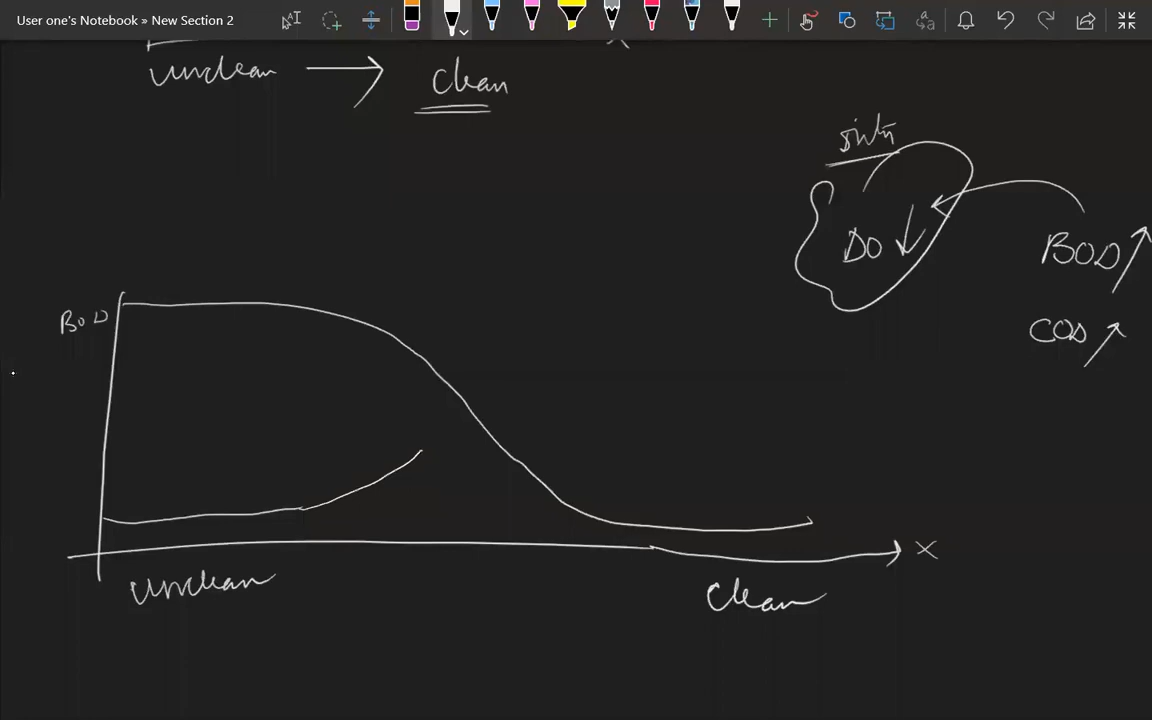 User one's Notebook » New Section 2
unclean → clean
DO ↓
BOD ↑
COD ↑
BOD
X
unclean
clean